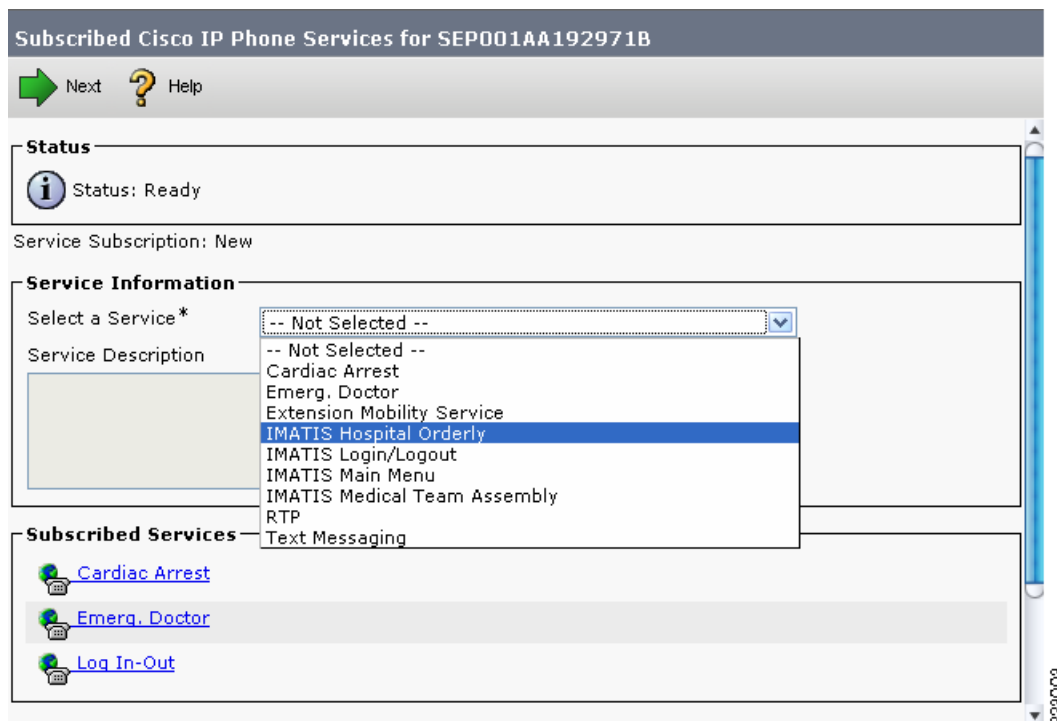 Subscribed Cisco IP Phone Services for SEP001AA192971B
Next Help
Status
Status: Ready
Service Subscription: New
Service Information
Select a Service*
-- Not Selected --
Service Description
-- Not Selected --
Cardiac Arrest
Emerg. Doctor
Extension Mobility Service
IMATIS Hospital Orderly
IMATIS Login/Logout
IMATIS Main Menu
IMATIS Medical Team Assembly
RTP
Text Messaging
Subscribed Services
Cardiac Arrest
Emerg. Doctor
Log In-Out